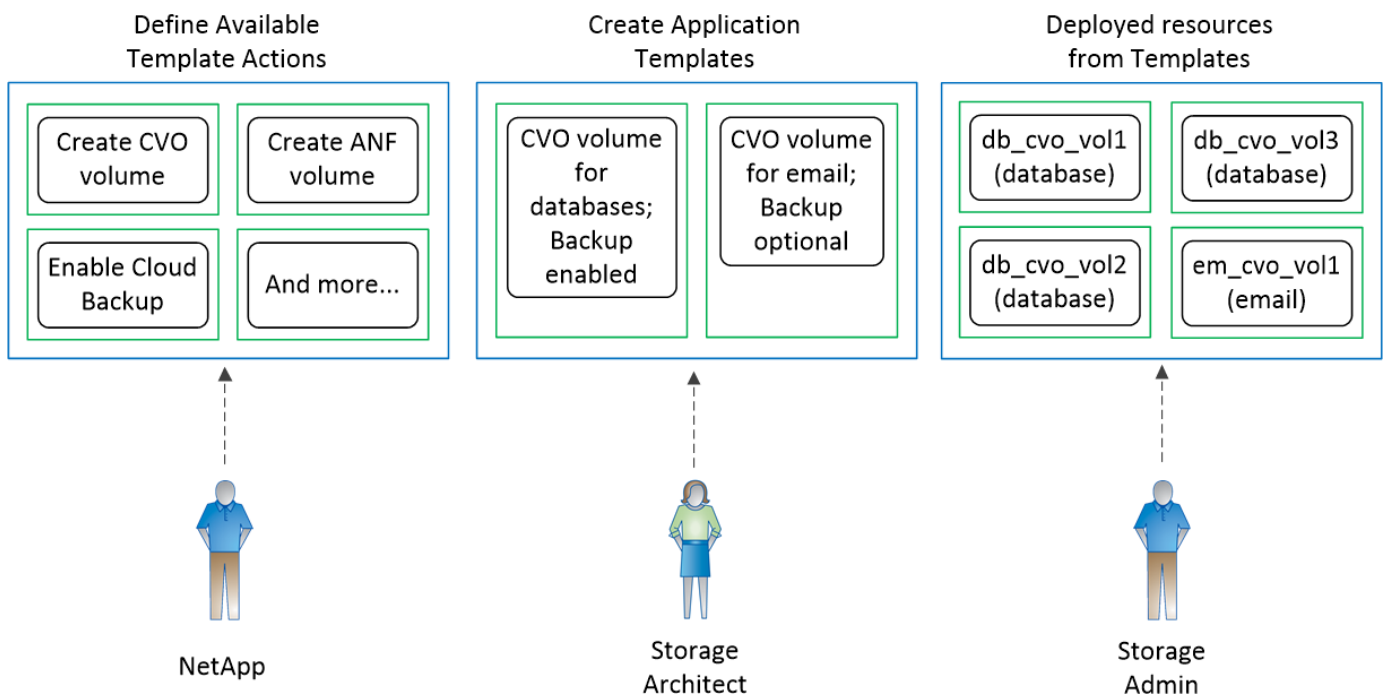 Define Available
Template Actions
Create CVO
volume
Create ANF
volume
Enable Cloud
Backup
And more...
NetApp
Create Application
Templates
CVO volume
for
databases;
Backup
enabled
CVO volume
for email;
Backup
optional
Storage
Architect
Deployed resources
from Templates
db_cvo_vol1
(database)
db_cvo_vol3
(database)
db_cvo_vol2
(database)
em_cvo_vol1
(email)
Storage
Admin